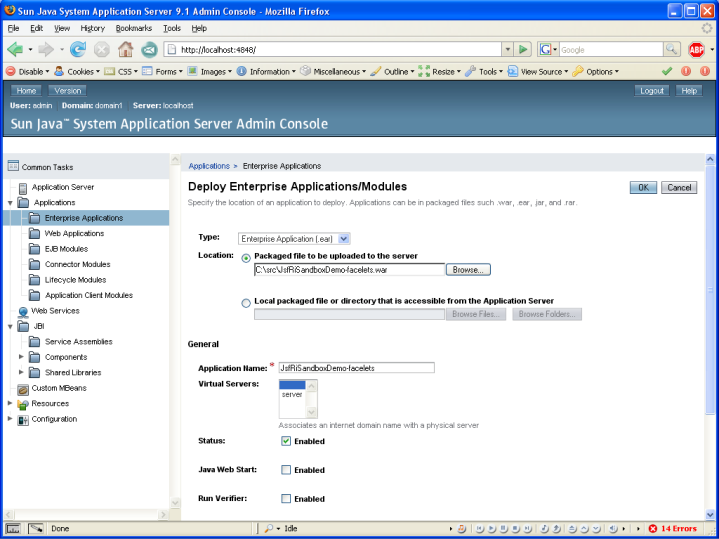 Sun Java System Application Server 9.1 Admin Console - Mozilla Firefox
File Edit View History Bookmarks Tools Help
http://localhost:4848/
Google
ABP
Disable Cookies CSS Forms Images Information Miscellaneous Outline Resize Tools View Source Options
Home Version Logout Help
User: admin Domain: domain1 Server: localhost
Sun Java™ System Application Server Admin Console
Common Tasks
Application Server
Applications
Enterprise Applications
Web Applications
EJB Modules
Connector Modules
Lifecycle Modules
Application Client Modules
Web Services
JBI
Service Assemblies
Components
Shared Libraries
Custom MBeans
Resources
Configuration
Applications > Enterprise Applications
Deploy Enterprise Applications/Modules OK Cancel
Specify the location of an application to deploy. Applications can be in packaged files such .war, .ear, .jar, and .rar.
Type: Enterprise Application (.ear)
Location: Packaged file to be uploaded to the server
C:\src\JsfRiSandboxDemo-facelets.war Browse...
Local packaged file or directory that is accessible from the Application Server
Browse Files... Browse Folders...
General
Application Name: * JsfRiSandboxDemo-facelets
Virtual Servers:
server
Associates an internet domain name with a physical server
Status: Enabled
Java Web Start: Enabled
Run Verifier: Enabled
Done Idle 14 Errors